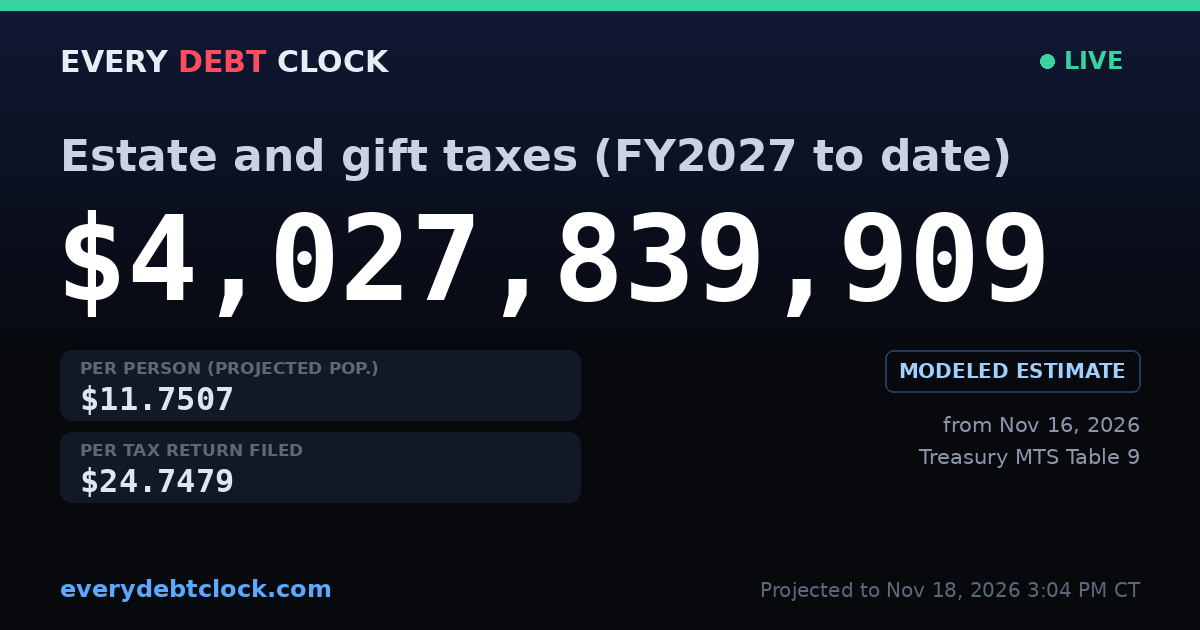 EVERY DEBT CLOCK
LIVE
Estate and gift taxes (FY2027 to date)
$4,027,839,909
PER PERSON (PROJECTED POP.)
$11.7507
PER TAX RETURN FILED
$24.7479
MODELED ESTIMATE
from Nov 16, 2026
Treasury MTS Table 9
everydebtclock.com
Projected to Nov 18, 2026 3:04 PM CT